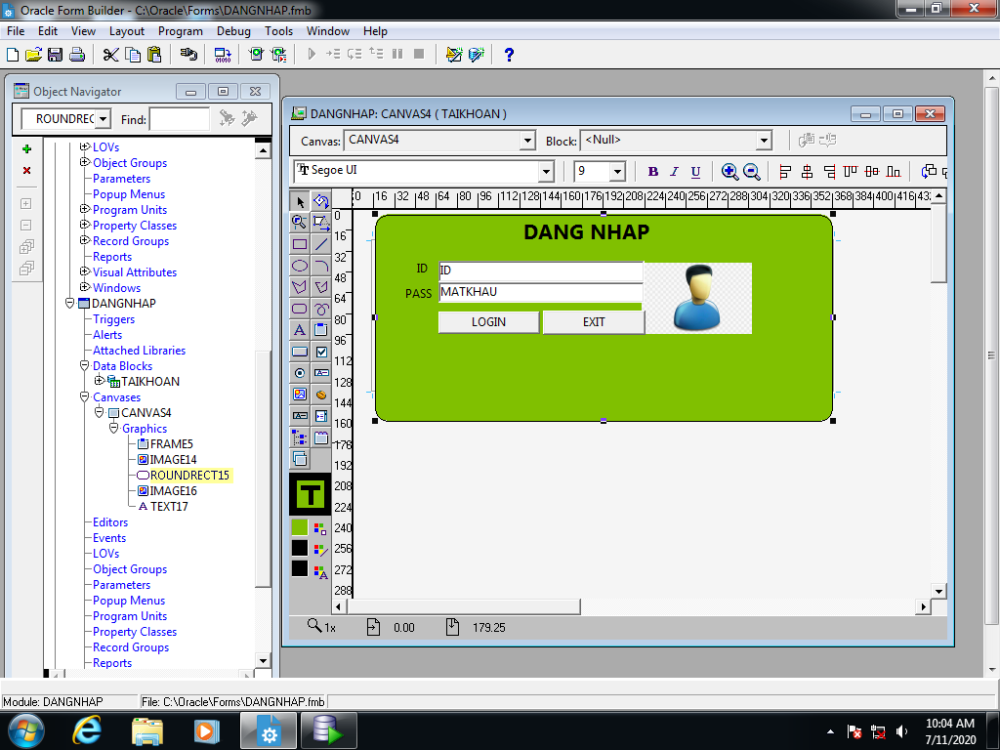 Oracle Form Builder - C:\Oracle\Forms\DANGNHAP.fmb
File Edit View Layout Program Debug Tools Window Help
Object Navigator
ROUNDREC Find:
LOVs
Object Groups
Parameters
Popup Menus
Program Units
Property Classes
Record Groups
Reports
Visual Attributes
Windows
DANGNHAP
Triggers
Alerts
Attached Libraries
Data Blocks
TAIKHOAN
Canvases
CANVAS4
Graphics
FRAME5
IMAGE14
ROUNDRECT15
IMAGE16
TEXT17
Editors
Events
LOVs
Object Groups
Parameters
Popup Menus
Program Units
Property Classes
Record Groups
Reports
DANGNHAP: CANVAS4 ( TAIKHOAN )
Canvas: CANVAS4 Block: <Null>
Segoe UI 9 B I U
0 16 32 48 64 80 96 112 128 144 160 176 192 208 224 240 256 272 288 304 320 336 352 368 384 400 416 432
0
16
32
48
64
80
96
112
128
144
160
176
192
208
224
240
256
272
288
DANG NHAP
ID ID
PASS MATKHAU
LOGIN EXIT
1x 0.00 179.25
Module: DANGNHAP File: C:\Oracle\Forms\DANGNHAP.fmb
10:04 AM
7/11/2020